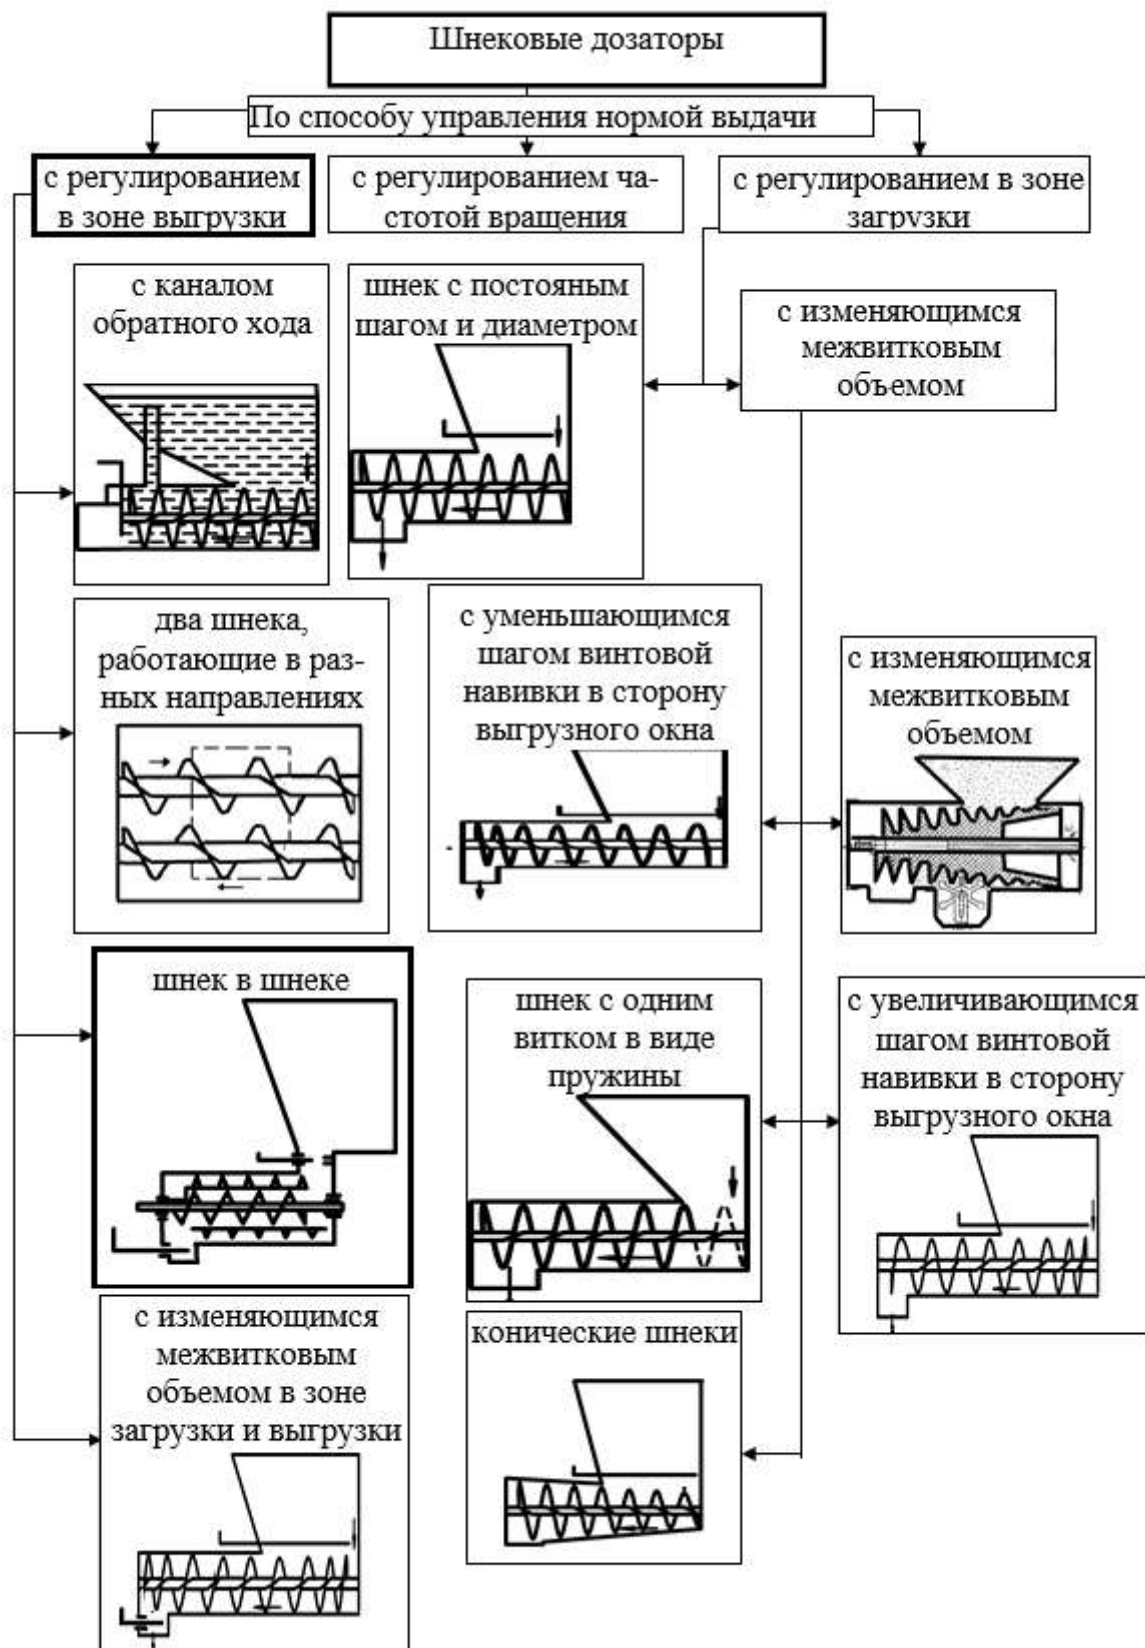 Шнековые дозаторы
По способу управления нормой выдачи
с регулированием
в зоне выгрузки
с регулированием ча-
стотой вращения
с регулированием в зоне
загрузки
с каналом
обратного хода
шнек с постояным
шагом и диаметром
с изменяющимся
межвитковым
объемом
два шнека,
работающие в раз-
ных направлениях
с уменьшающимся
шагом винтовой
навивки в сторону
выгрузного окна
с изменяющимся
межвитковым
объемом
шнек в шнеке
шнек с одним
витком в виде
пружины
с увеличивающимся
шагом винтовой
навивки в сторону
выгрузного окна
с изменяющимся
межвитковым
объемом в зоне
загрузки и выгрузки
конические шнеки